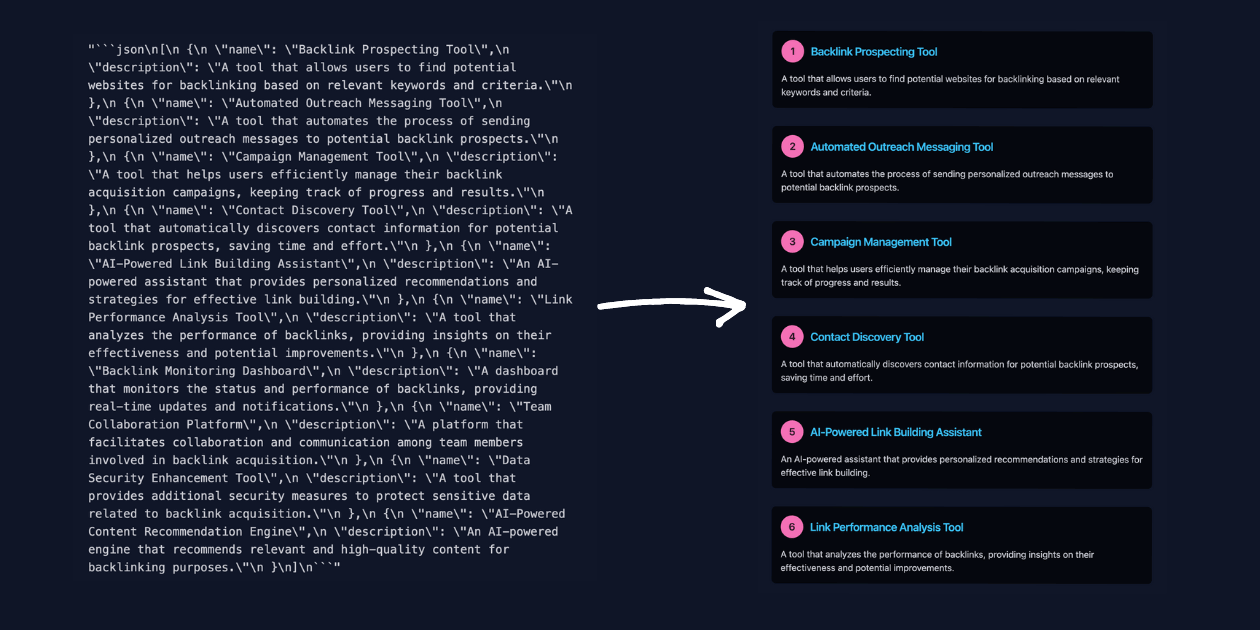 "```json\n[\n {\n \"name\": \"Backlink Prospecting Tool\",\n
\"description\": \"A tool that allows users to find potential
websites for backlinking based on relevant keywords and criteria.\"\n
},\n {\n \"name\": \"Automated Outreach Messaging Tool\",\n
\"description\": \"A tool that automates the process of sending
personalized outreach messages to potential backlink prospects.\"\n
},\n {\n \"name\": \"Campaign Management Tool\",\n \"description\":
\"A tool that helps users efficiently manage their backlink
acquisition campaigns, keeping track of progress and results.\"\n
},\n {\n \"name\": \"Contact Discovery Tool\",\n \"description\": \"A
tool that automatically discovers contact information for potential
backlink prospects, saving time and effort.\"\n },\n {\n \"name\":
\"AI-Powered Link Building Assistant\",\n \"description\": \"An AI-
powered assistant that provides personalized recommendations and
strategies for effective link building.\"\n },\n {\n \"name\": \"Link
Performance Analysis Tool\",\n \"description\": \"A tool that
analyzes the performance of backlinks, providing insights on their
effectiveness and potential improvements.\"\n },\n {\n \"name\":
\"Backlink Monitoring Dashboard\",\n \"description\": \"A dashboard
that monitors the status and performance of backlinks, providing
real-time updates and notifications.\"\n },\n {\n \"name\": \"Team
Collaboration Platform\",\n \"description\": \"A platform that
facilitates collaboration and communication among team members
involved in backlink acquisition.\"\n },\n {\n \"name\": \"Data
Security Enhancement Tool\",\n \"description\": \"A tool that
provides additional security measures to protect sensitive data
related to backlink acquisition.\"\n },\n {\n \"name\": \"AI-Powered
Content Recommendation Engine\",\n \"description\": \"An AI-powered
engine that recommends relevant and high-quality content for
backlinking purposes.\"\n }\n]\n```"
1 Backlink Prospecting Tool
A tool that allows users to find potential websites for backlinking based on relevant
keywords and criteria.
2 Automated Outreach Messaging Tool
A tool that automates the process of sending personalized outreach messages to
potential backlink prospects.
3 Campaign Management Tool
A tool that helps users efficiently manage their backlink acquisition campaigns, keeping
track of progress and results.
4 Contact Discovery Tool
A tool that automatically discovers contact information for potential backlink prospects,
saving time and effort.
5 AI-Powered Link Building Assistant
An AI-powered assistant that provides personalized recommendations and strategies for
effective link building.
6 Link Performance Analysis Tool
A tool that analyzes the performance of backlinks, providing insights on their
effectiveness and potential improvements.